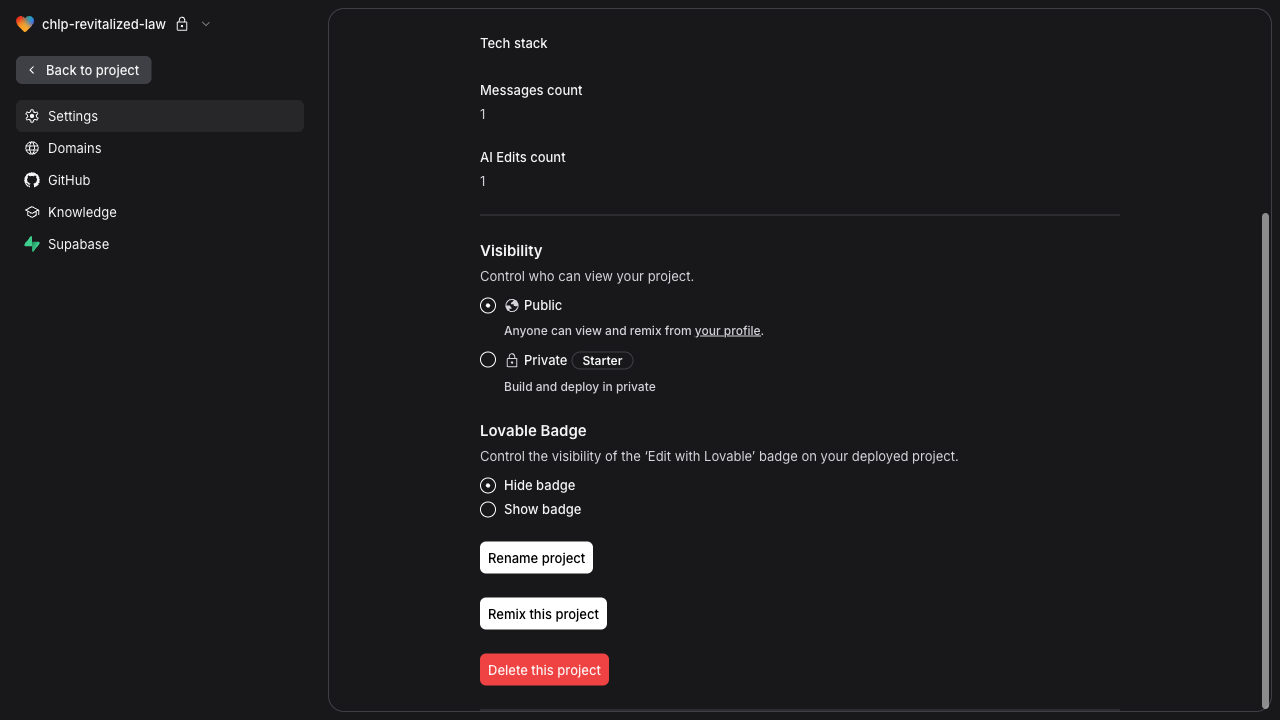 chlp-revitalized-law
Back to project
Settings
Domains
GitHub
Knowledge
Supabase
Tech stack
Messages count
1
AI Edits count
1
Visibility
Control who can view your project.
Public
Anyone can view and remix from your profile.
Private Starter
Build and deploy in private
Lovable Badge
Control the visibility of the ‘Edit with Lovable’ badge on your deployed project.
Hide badge
Show badge
Rename project
Remix this project
Delete this project